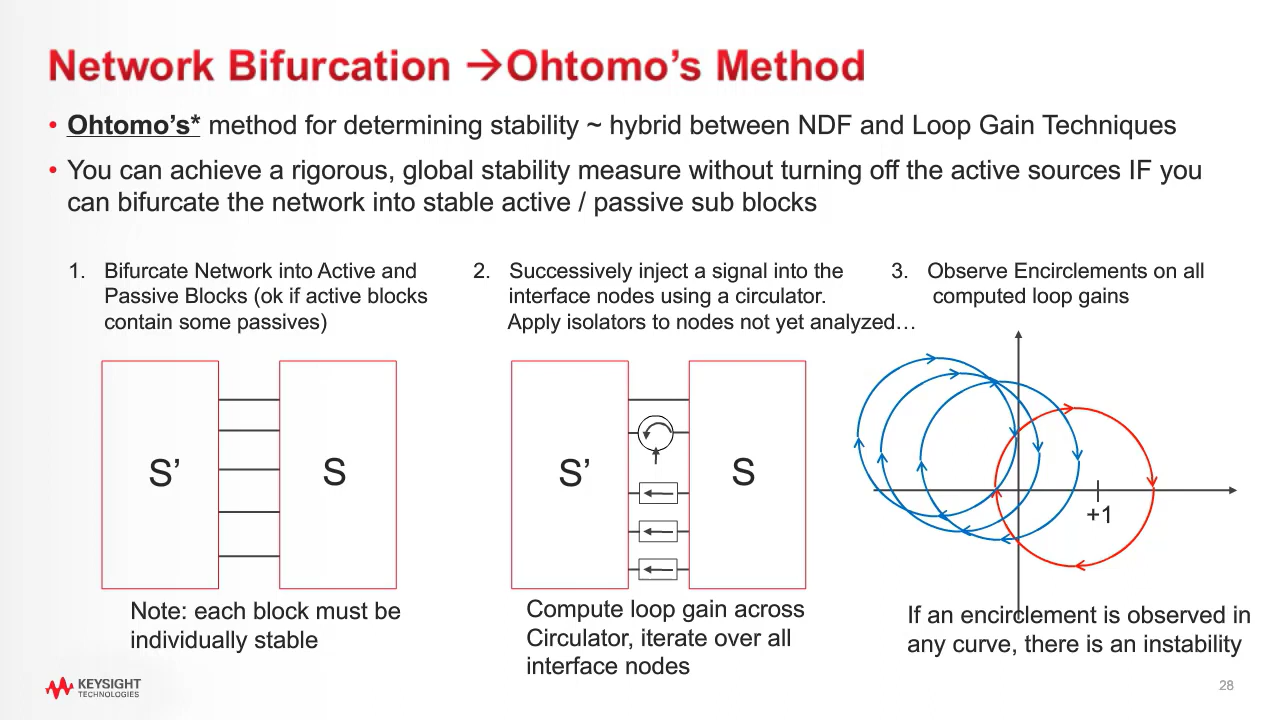 Network Bifurcation →Ohtomo's Method
• Ohtomo's* method for determining stability ~ hybrid between NDF and Loop Gain Techniques
• You can achieve a rigorous, global stability measure without turning off the active sources IF you
can bifurcate the network into stable active / passive sub blocks
1. Bifurcate Network into Active and
Passive Blocks (ok if active blocks
contain some passives)
S'
S
Note: each block must be
individually stable
2. Successively inject a signal into the
interface nodes using a circulator.
Apply isolators to nodes not yet analyzed…
S'
S
Compute loop gain across
Circulator, iterate over all
interface nodes
3. Observe Encirclements on all
computed loop gains
+1
If an encirclement is observed in
any curve, there is an instability
KEYSIGHT
TECHNOLOGIES
28